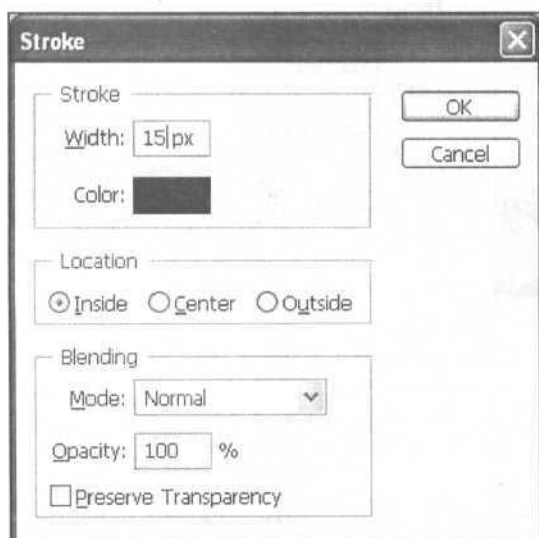 Stroke
Stroke
Width: 15 px
Color:
OK
Cancel
Location
Inside Center Outside
Blending
Mode: Normal
Opacity: 100 %
Preserve Transparency